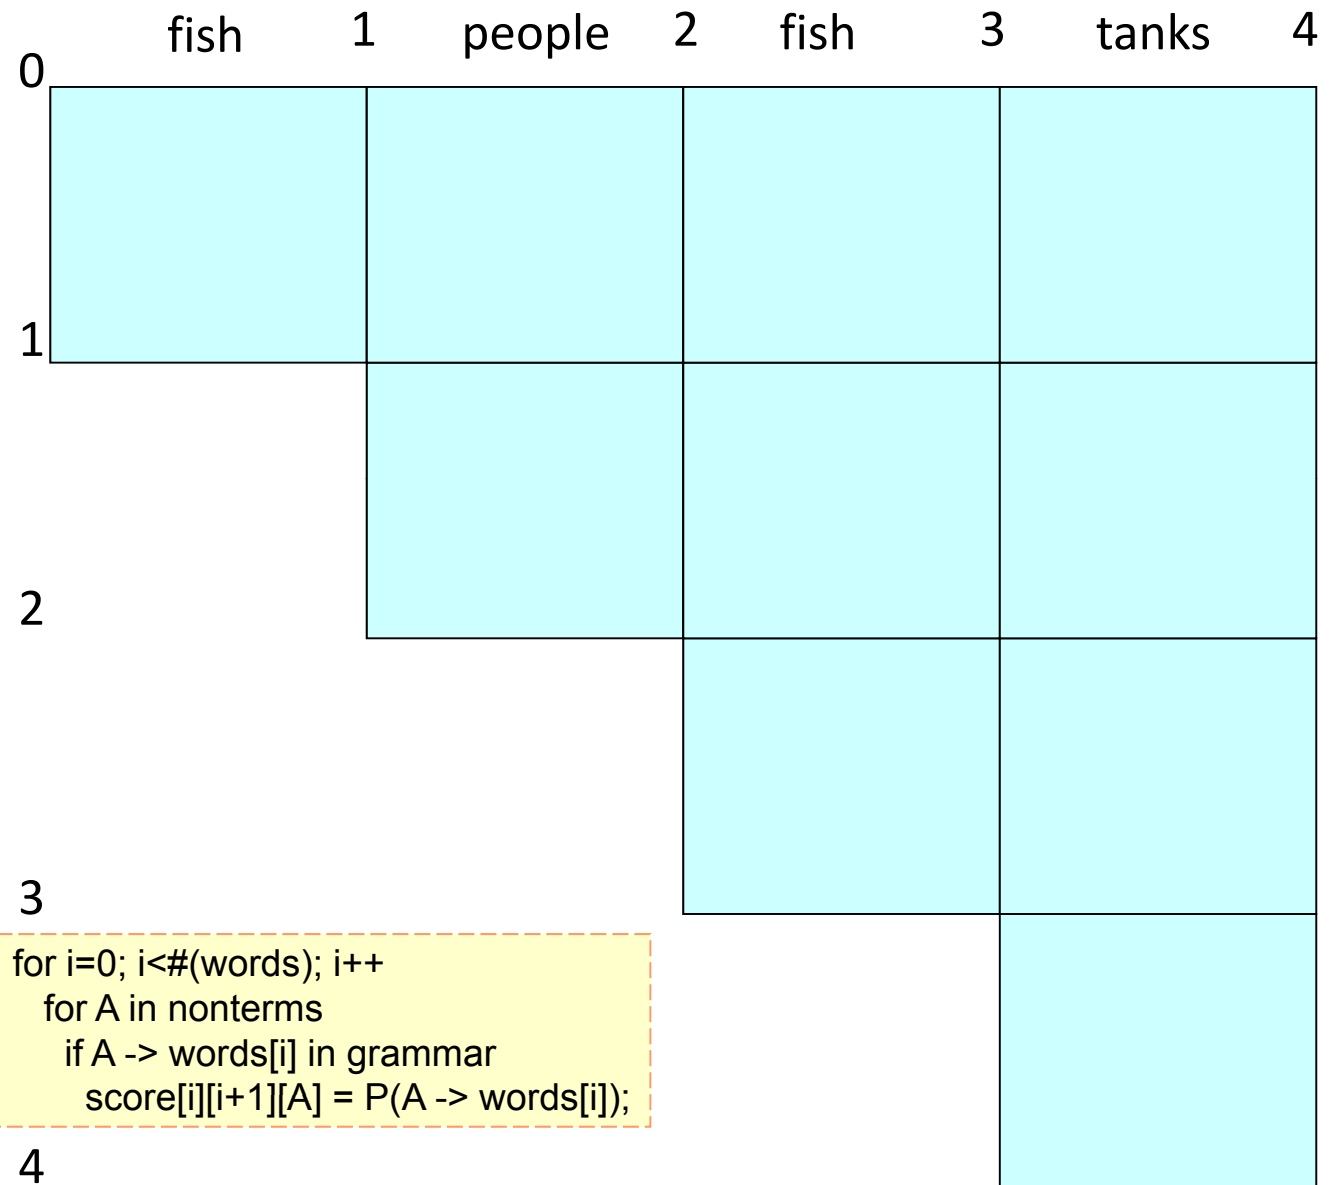 fish 1 people 2 fish 3 tanks 4
0
1
2
3
for i=0; i<#(words); i++
for A in nonterms
if A -> words[i] in grammar
score[i][i+1][A] = P(A -> words[i]);
4